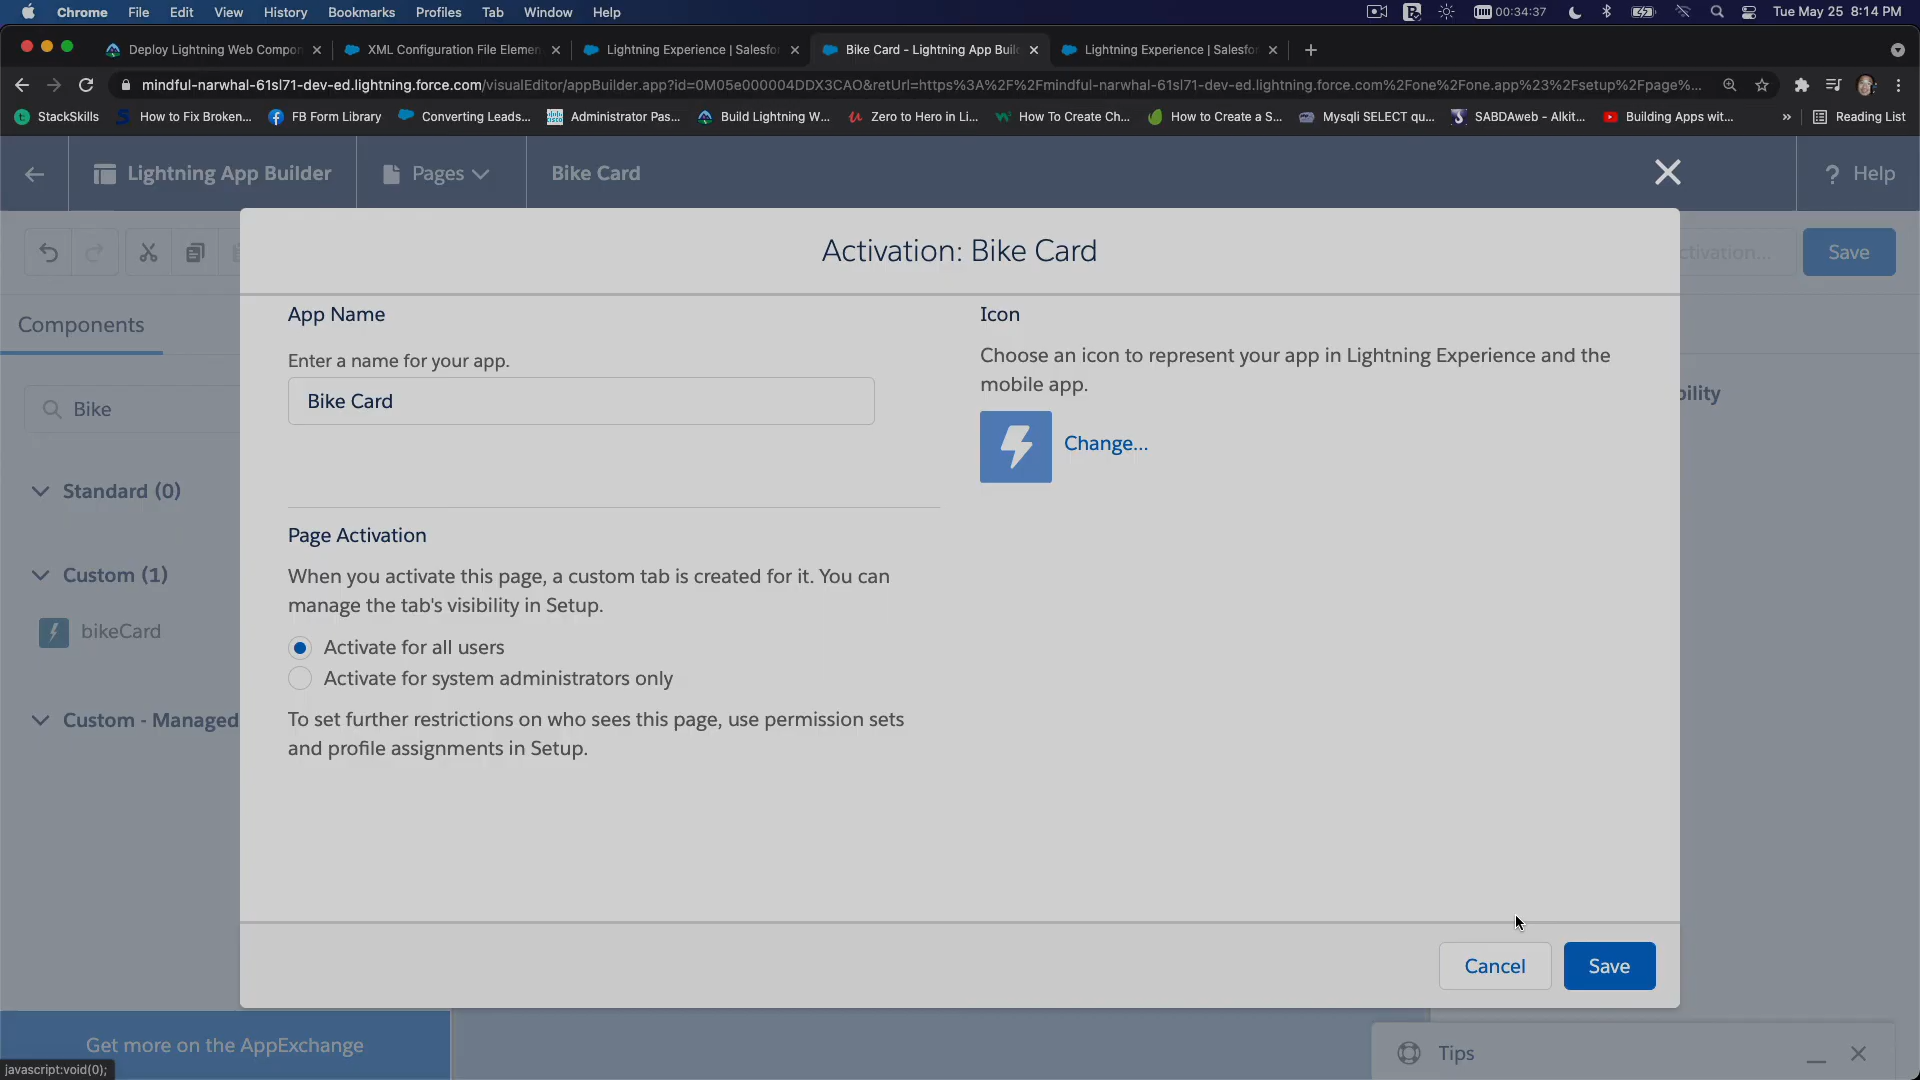 Chrome File Edit View History Bookmarks Profiles Tab Window Help 00:34:37 Tue May 25 8:14 PM
Deploy Lightning Web Compon XML Configuration File Elemen Lightning Experience | Salesfo Bike Card - Lightning App Buil Lightning Experience | Salesfor
mindful-narwhal-61sl71-dev-ed.lightning.force.com/visualEditor/appBuilder.app?id=0M05e000004DDX3CAO&retUrl=https%3A%2F%2Fmindful-narwhal-61sl71-dev-ed.lightning.force.com%2Fone%2Fone.app%23%2Fsetup%2Fpage%...
StackSkills How to Fix Broken... FB Form Library Converting Leads... Administrator Pas... Build Lightning W... Zero to Hero in Li... How To Create Ch... How to Create a S... Mysqli SELECT qu... SABDAweb - Alkit... Building Apps wit... » Reading List
Lightning App Builder Pages Bike Card ? Help
Activation: Bike Card
ctivation... Save
Components
App Name
Enter a name for your app.
Bike Card
Icon
Choose an icon to represent your app in Lightning Experience and the
mobile app.
Change...
bility
Bike
Standard (0)
Custom (1)
bikeCard
Custom - Managed
Page Activation
When you activate this page, a custom tab is created for it. You can
manage the tab's visibility in Setup.
Activate for all users
Activate for system administrators only
To set further restrictions on who sees this page, use permission sets
and profile assignments in Setup.
Cancel Save
Get more on the AppExchange
Tips
javascript:void(0);